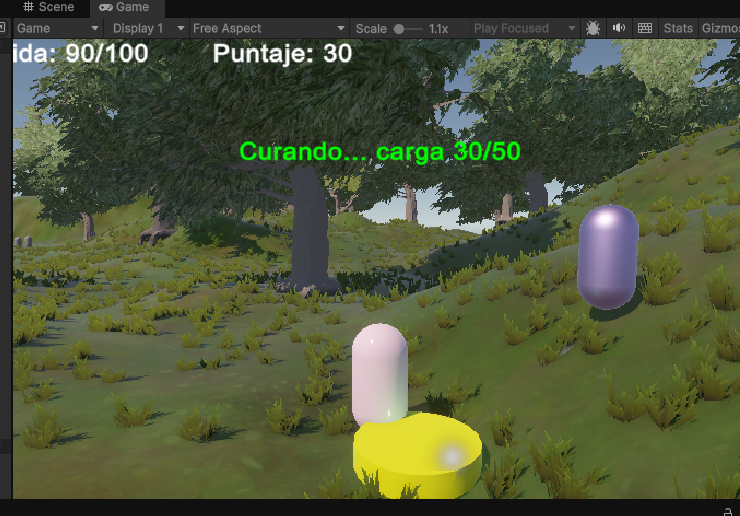 Scene Game
Game Display 1 Free Aspect Scale 1.1x Play Focused Stats Gizmos
ida: 90/100 Puntaje: 30
Curando... carga 30/50